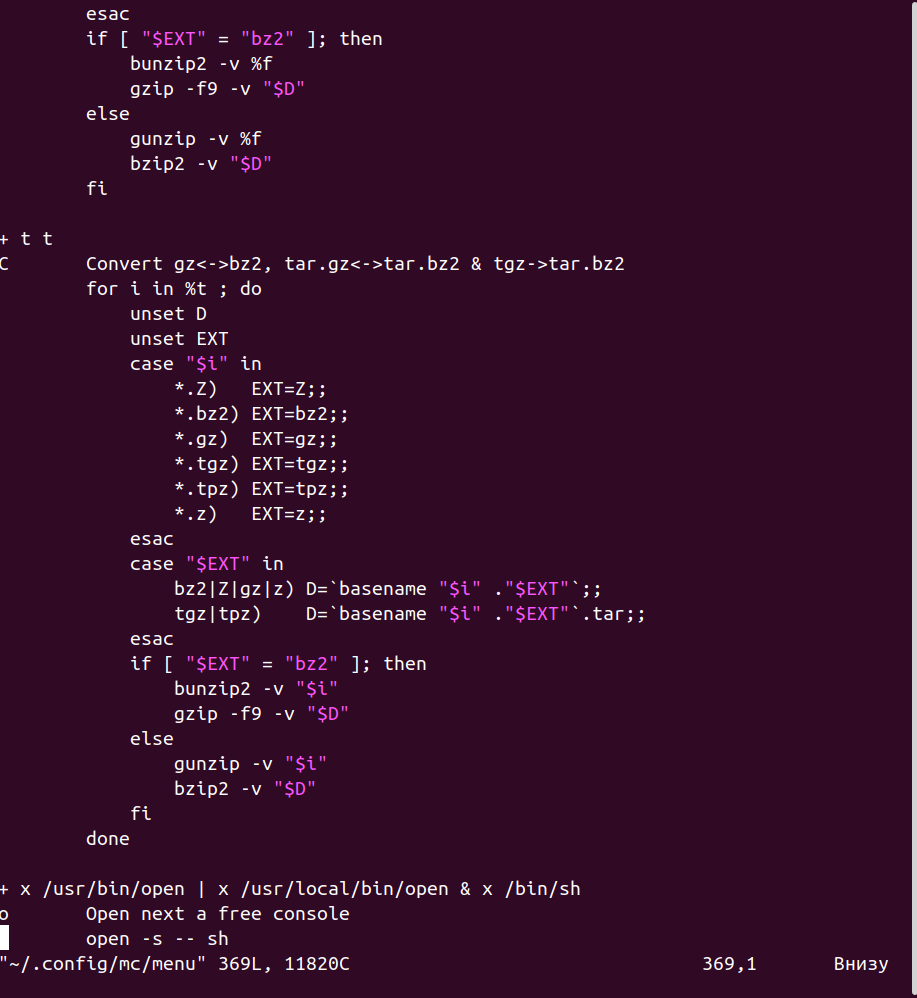 esac
if [ "$EXT" = "bz2" ]; then
bunzip2 -v %f
gzip -f9 -v "$D"
else
gunzip -v %f
bzip2 -v "$D"
fi
+ t t
C Convert gz<->bz2, tar.gz<->tar.bz2 & tgz->tar.bz2
for i in %t ; do
unset D
unset EXT
case "$i" in
*.Z) EXT=Z;;
*.bz2) EXT=bz2;;
*.gz) EXT=gz;;
*.tgz) EXT=tgz;;
*.tpz) EXT=tpz;;
*.z) EXT=z;;
esac
case "$EXT" in
bz2|Z|gz|z) D=`basename "$i" ."$EXT"`;;
tgz|tpz) D=`basename "$i" ."$EXT"`.tar;;
esac
if [ "$EXT" = "bz2" ]; then
bunzip2 -v "$i"
gzip -f9 -v "$D"
else
gunzip -v "$i"
bzip2 -v "$D"
fi
done
+ x /usr/bin/open | x /usr/local/bin/open & x /bin/sh
o Open next a free console
open -s -- sh
"~/.config/mc/menu" 369L, 11820C 369,1 Внизу